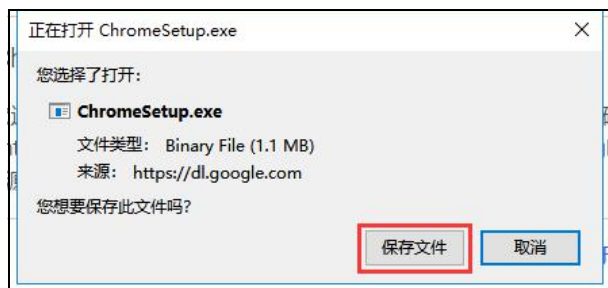 正在打开 ChromeSetup.exe
您选择了打开：
ChromeSetup.exe
文件类型： Binary File (1.1 MB)
来源： https://dl.google.com
您想要保存此文件吗？
保存文件 取消